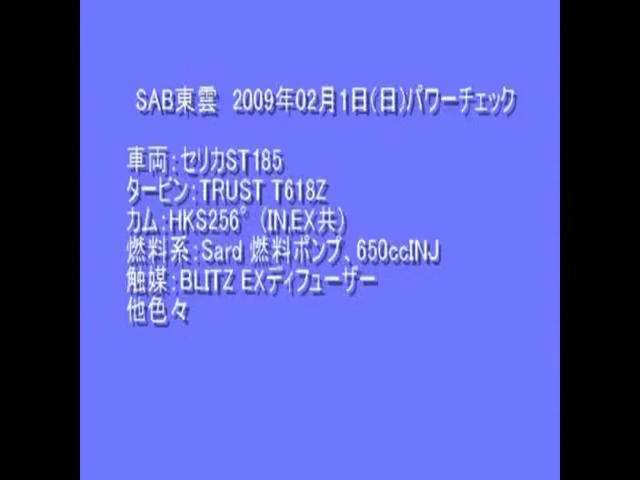 SAB東雲　2009年02月1日(日)パワーチェック
車両:セリカST185
タービン:TRUST T618Z
カム:HKS256° (IN,EX共)
燃料系:Sard 燃料ポンプ、650ccINJ
触媒:BLITZ EXディフューザー
他色々